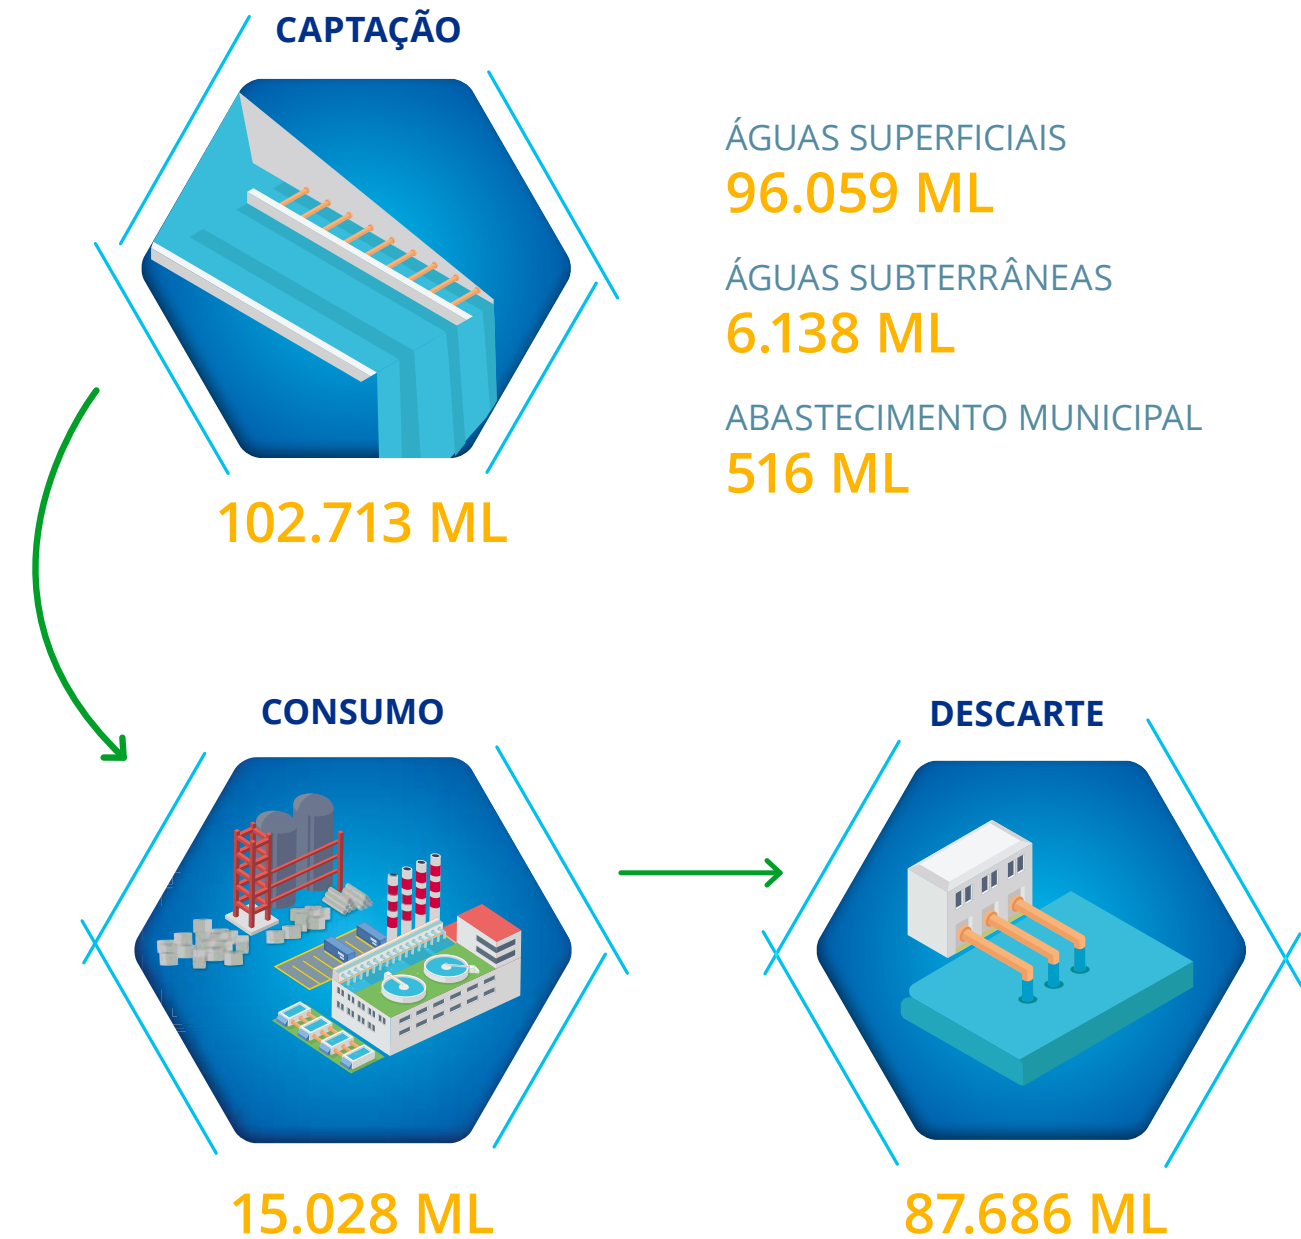 CAPTAÇÃO
102.713 ML
ÁGUAS SUPERFICIAIS
96.059 ML
ÁGUAS SUBTERRÂNEAS
6.138 ML
ABASTECIMENTO MUNICIPAL
516 ML
CONSUMO
15.028 ML
DESCARTE
87.686 ML